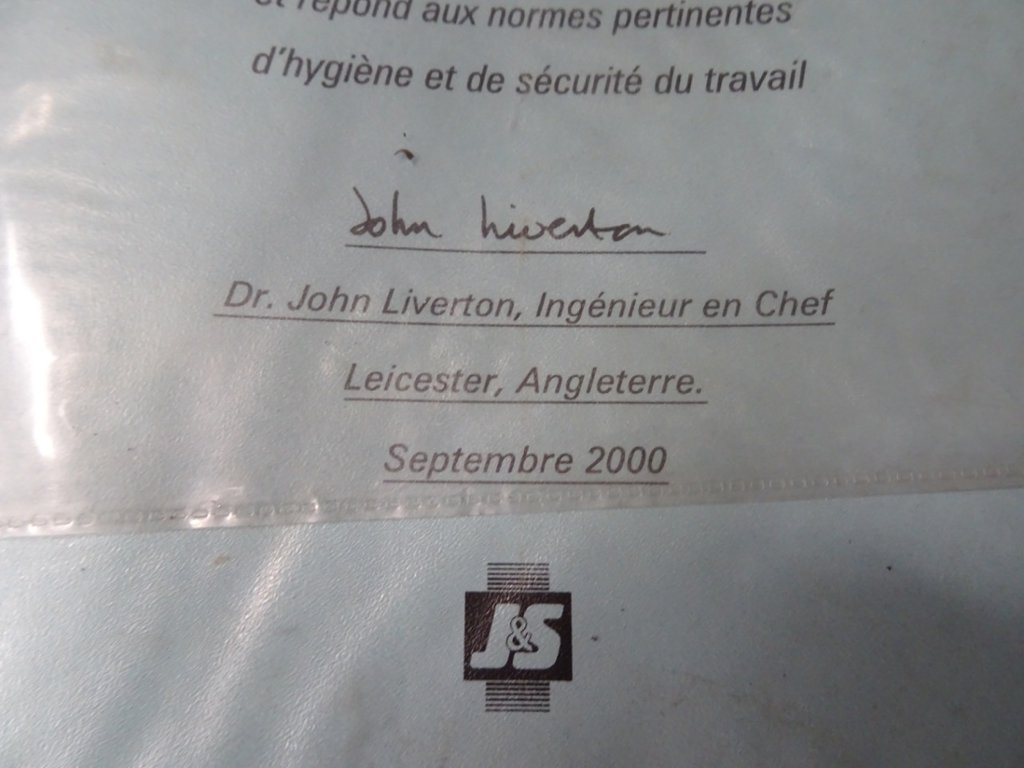 et répond aux normes pertinentes
d'hygiène et de sécurité du travail
John Liverton
Dr. John Liverton, Ingénieur en Chef
Leicester, Angleterre.
Septembre 2000
J&S